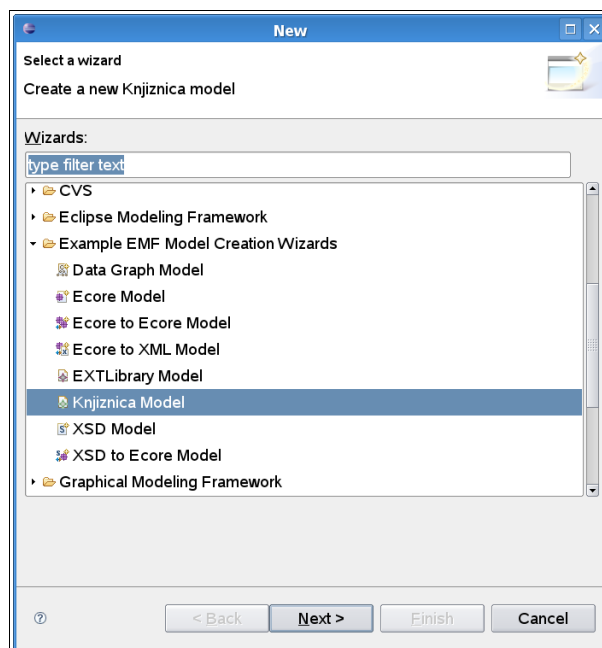 New
Select a wizard
Create a new Knjiznica model
Wizards:
type filter text
CVS
Eclipse Modeling Framework
Example EMF Model Creation Wizards
Data Graph Model
Ecore Model
Ecore to Ecore Model
Ecore to XML Model
EXTLibrary Model
Knjiznica Model
XSD Model
XSD to Ecore Model
Graphical Modeling Framework
< Back Next > Finish Cancel